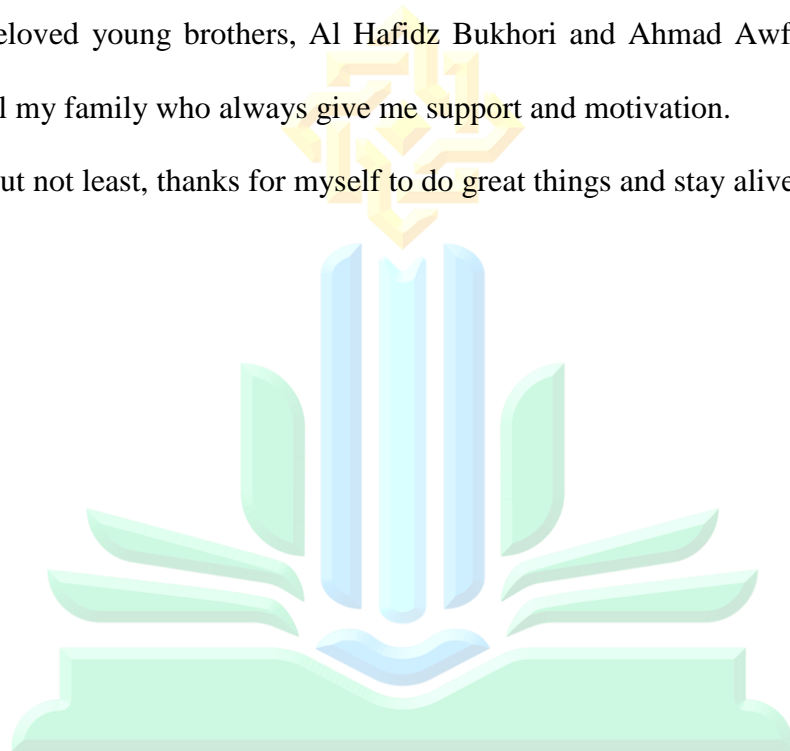 eloved young brothers, Al Hafidz Bukhori and Ahmad Awf
l my family who always give me support and motivation.
ut not least, thanks for myself to do great things and stay alive